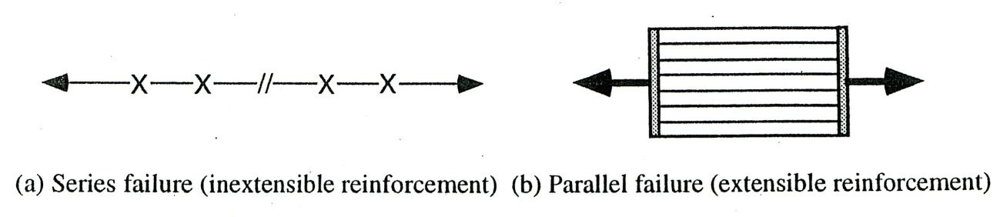 X X // X X
(a) Series failure (inextensible reinforcement) (b) Parallel failure (extensible reinforcement)